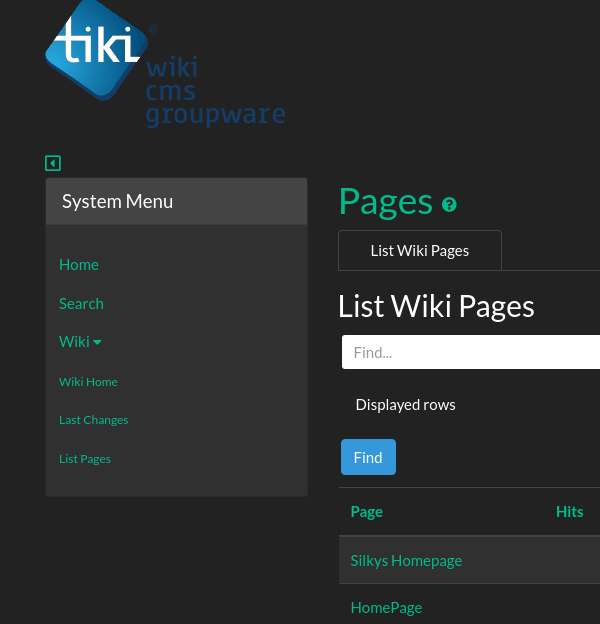 tiki
wiki
cms
groupware
System Menu
Home
Search
Wiki
Wiki Home
Last Changes
List Pages
Pages
List Wiki Pages
List Wiki Pages
Find...
Displayed rows
Find
Page Hits
Silkys Homepage
HomePage